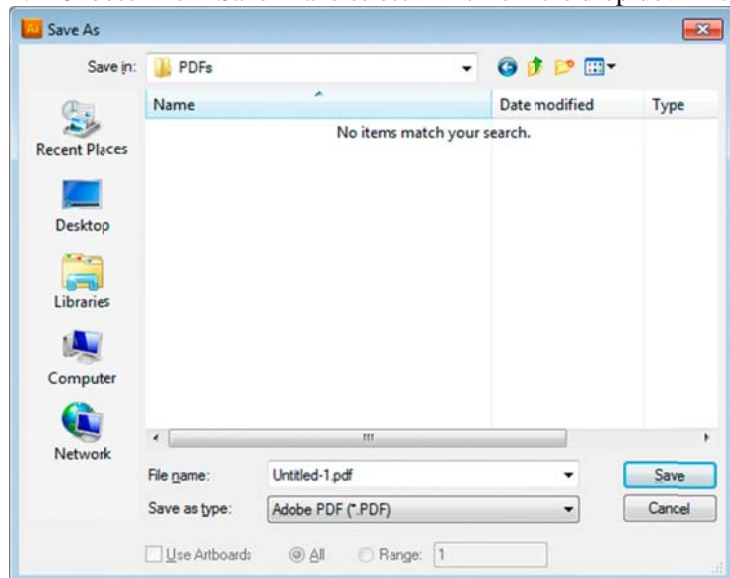 Save As
Save in: PDFs
Name Date modified Type
No items match your search.
Recent Places
Desktop
Libraries
Computer
Network
File name: Untitled-1.pdf Save
Save as type: Adobe PDF (*.PDF) Cancel
Use Artboards All Range: 1